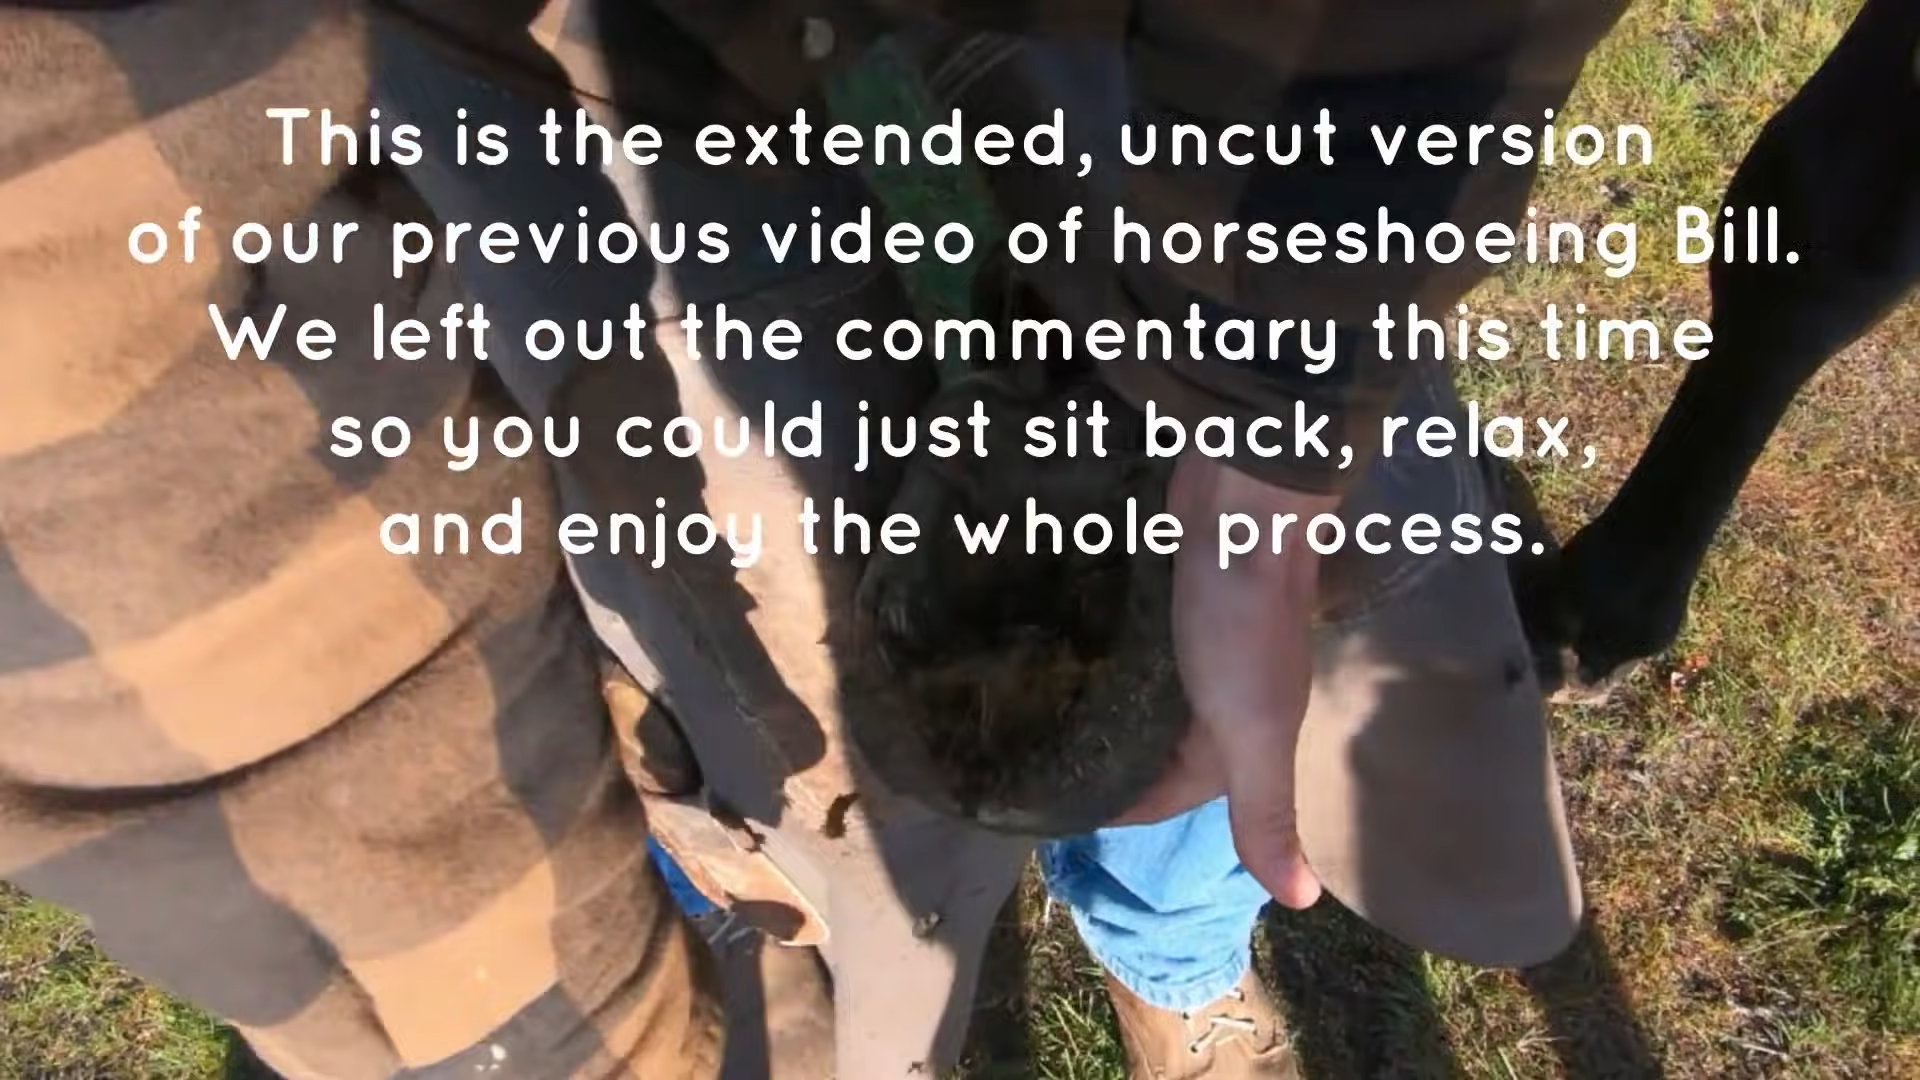 This is the extended, uncut version
of our previous video of horseshoeing Bill.
We left out the commentary this time
so you could just sit back, relax,
and enjoy the whole process.